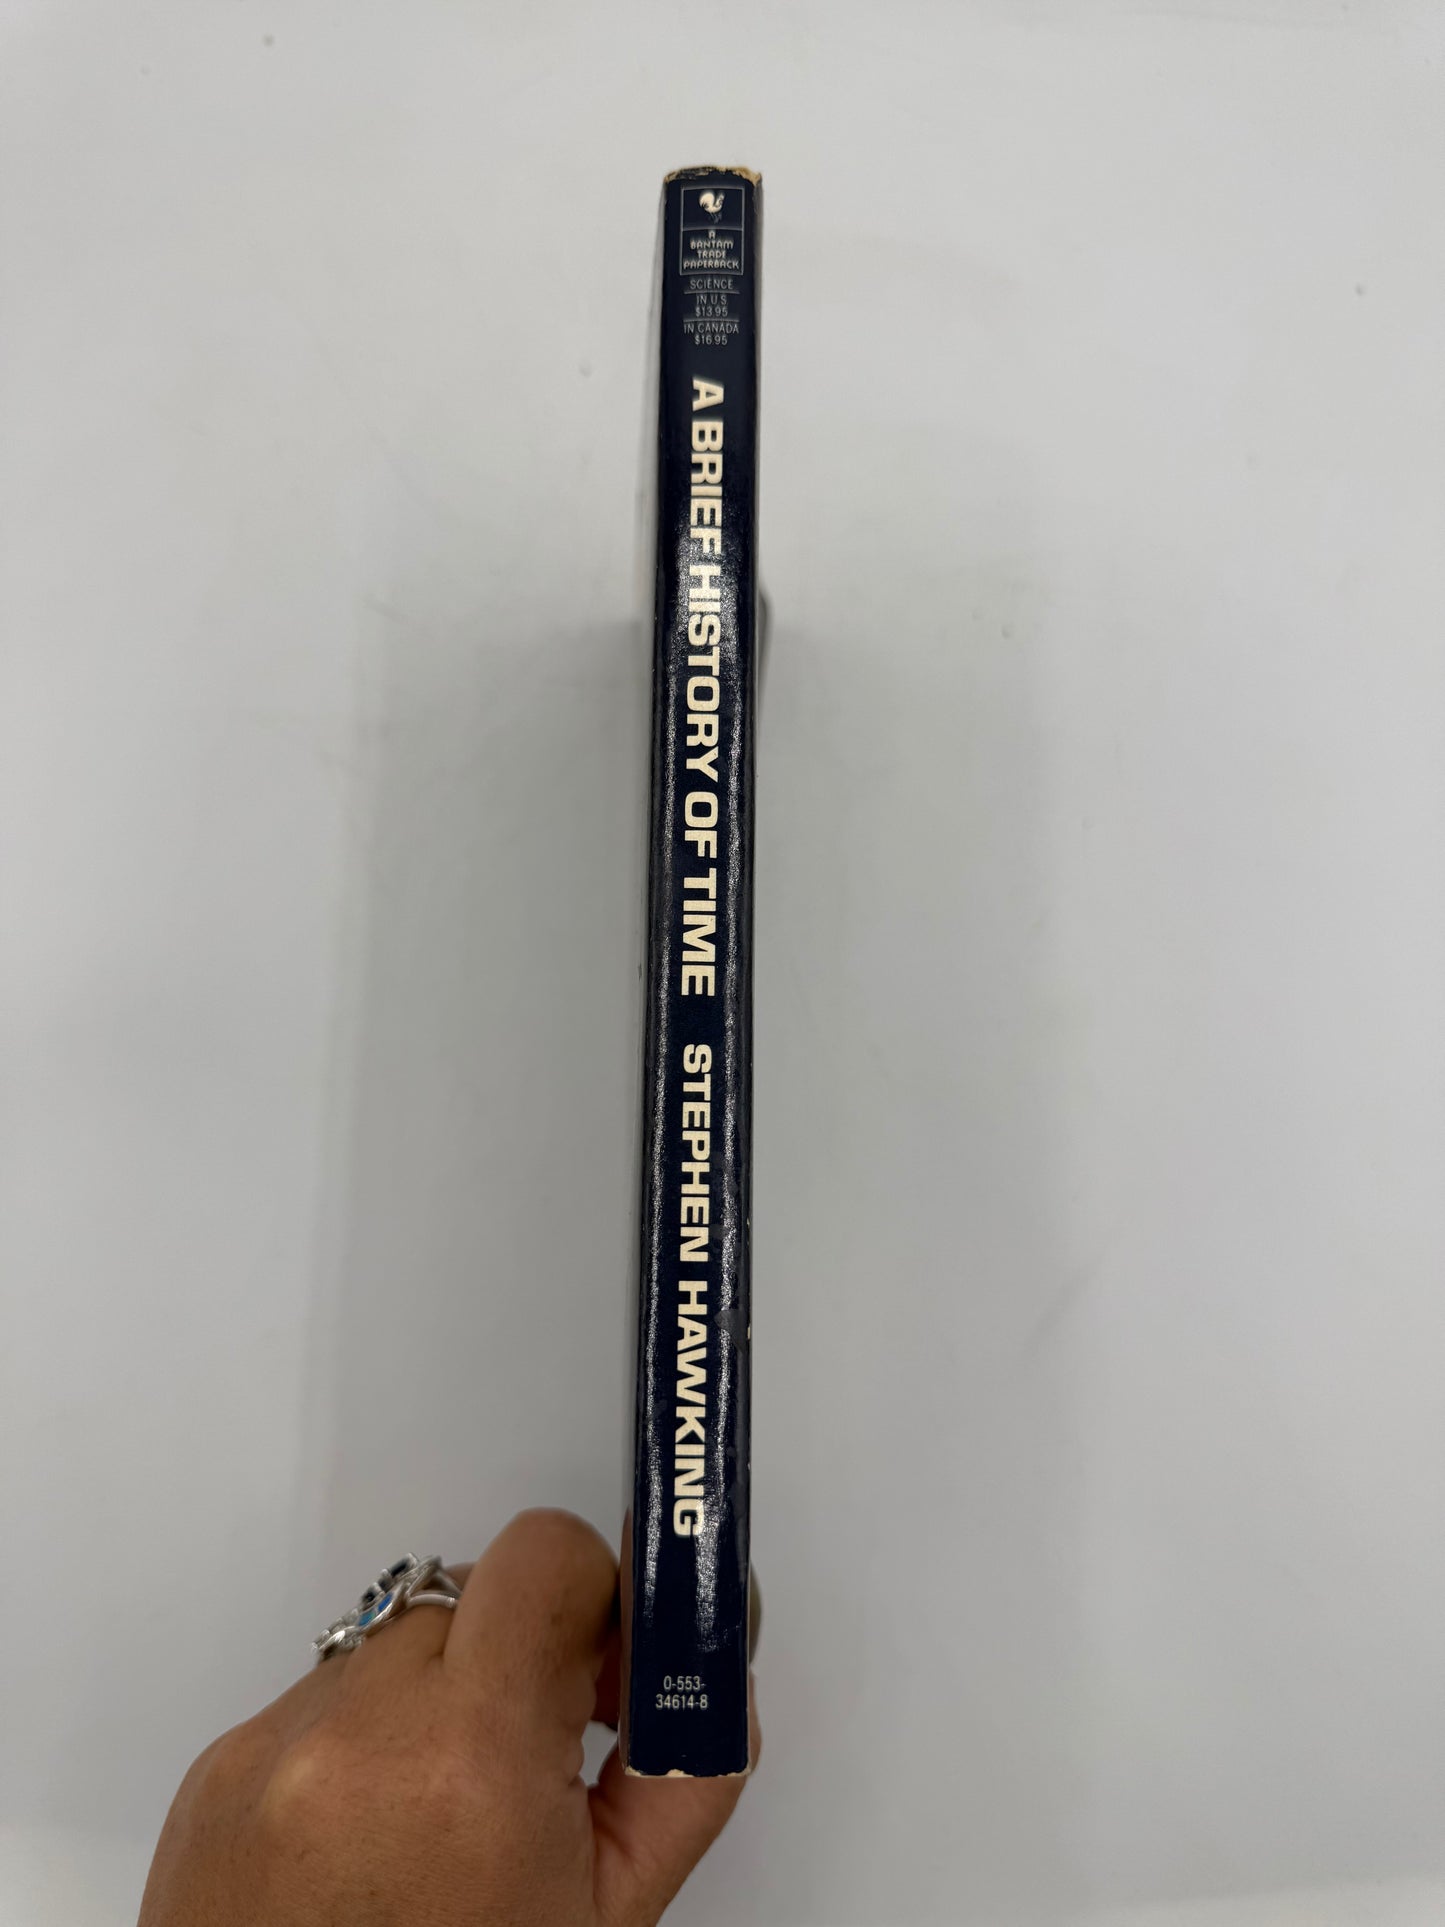 A
BANTAM
TRADE
PAPERBACK
SCIENCE
IN U.S.
$13.95
IN CANADA
$16.95
A BRIEF HISTORY OF TIME STEPHEN HAWKING
0-553-
34614-8